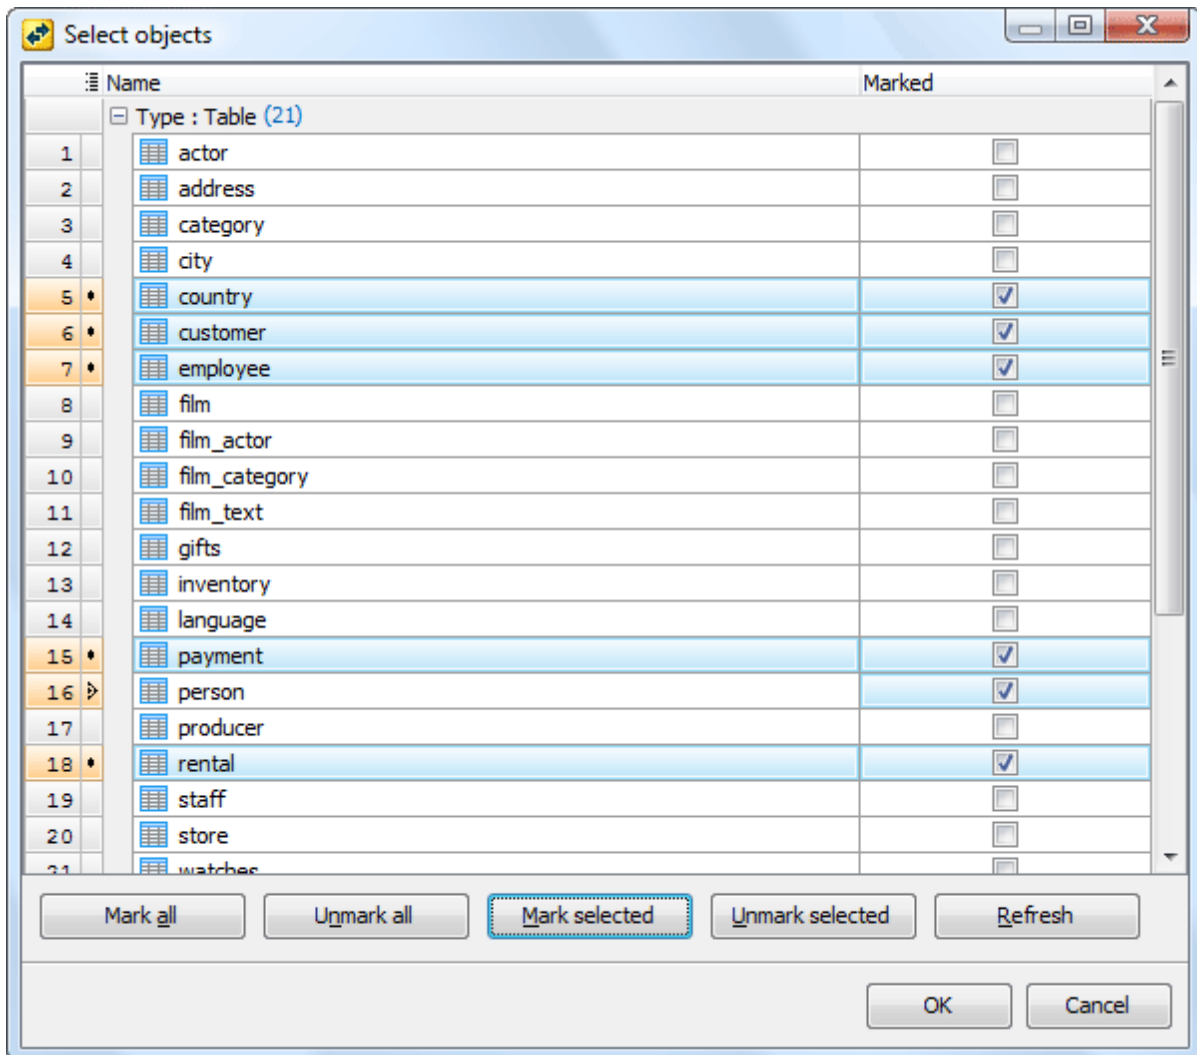 Select objects
Name Marked
Type : Table (21)
1 actor
2 address
3 category
4 city
5 country
6 customer
7 employee
8 film
9 film_actor
10 film_category
11 film_text
12 gifts
13 inventory
14 language
15 payment
16 person
17 producer
18 rental
19 staff
20 store
21 watches
Mark all Unmark all Mark selected Unmark selected Refresh
OK Cancel